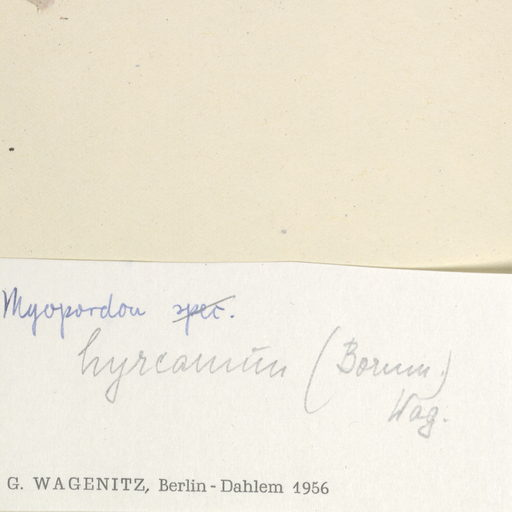 Myopordon spec.
hyrcanum (Bornm.)
Wag.
G. WAGENITZ, Berlin-Dahlem 1956